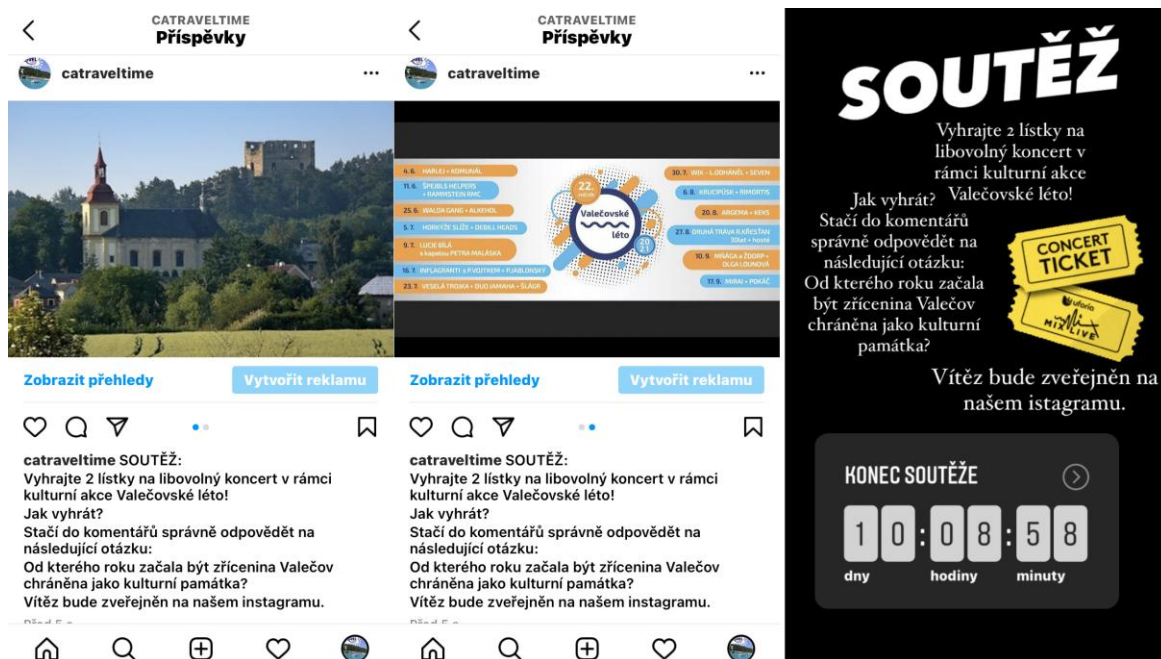 CATRAVELTIME
Příspěvky
catraveltime
Zobrazit přehledy
Vytvořit reklamu
catraveltime SOUTĚŽ:
Vyhrajte 2 lístky na libovolný koncert v rámci
kulturní akce Valečovské léto!
Jak vyhrát?
Stačí do komentářů správně odpovědět na
následující otázku:
Od kterého roku začala být zřícenina Valečov
chráněna jako kulturní památka?
Vítěz bude zveřejněn na našem instagramu.
CATRAVELTIME
Příspěvky
catraveltime
4. 6. HARLEJ + KOMUNÁL
11. 6. ŠPEJBLS HELPERS
+ RAMMSTEIN RMC
25. 6. WALDA GANG + ALKEHOL
5. 7. HORKÝŽE SLÍŽE + DEBILL HEADS
9. 7. LUCIE BÍLÁ
s kapelou PETRA MALÁSKA
16. 7. INFLAGRANTI s P.VOJTREM + P.JABLONSKÝ
23. 7. VESELÁ TROJKA + DUO JAMAHA + ŠLÁGR
22.
Valečovské
léto
20
21
30. 7. WIX - L.ODHÁNĚL + SEVEN
6. 8. KRUCIPÜSK + RIMORTIS
20. 8. ARGEMA + KEKS
27. 8. DRUHÁ TRÁVA R.KŘESŤAN
30let + hosté
10. 9. MŇÁGA a ŽĎORP +
OLGA LOUNOVÁ
17. 9. MIRAI + POKÁČ
Zobrazit přehledy
Vytvořit reklamu
catraveltime SOUTĚŽ:
Vyhrajte 2 lístky na libovolný koncert v rámci
kulturní akce Valečovské léto!
Jak vyhrát?
Stačí do komentářů správně odpovědět na
následující otázku:
Od kterého roku začala být zřícenina Valečov
chráněna jako kulturní památka?
Vítěz bude zveřejněn na našem instagramu.
SOUTĚŽ
Vyhrajte 2 lístky na
libovolný koncert v
rámci kulturní akce
Valečovské léto!
Jak vyhrát?
Stačí do komentářů
správně odpovědět na
následující otázku:
Od kterého roku začala
být zřícenina Valečov
chráněna jako kulturní
památka?
CONCERT
TICKET
uforia
MIX LIVE
Vítěz bude zveřejněn na
našem istagramu.
KONEC SOUTĚŽE
10:08:58
dny hodiny minuty